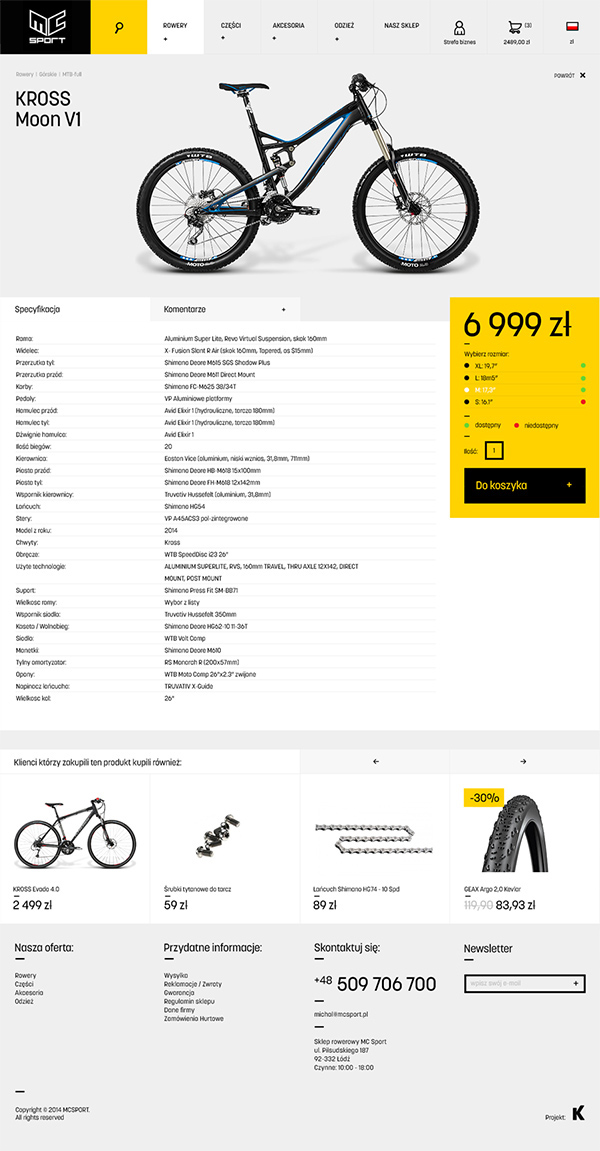 MCS
SPORT
ROWERY
+
CZĘŚCI
+
AKCESORIA
+
ODZIEŻ
+
NASZ SKLEP
Strefa biznes
(3)
2489,00 zł
zł
Rowery | Górskie | MTB-full
POWRÓT X
KROSS
Moon V1
Specyfikacja
Komentarze +
Rama: Aluminium Super Lite, Revo Virtual Suspension, skok 160mm
Widelec: X- Fusion Slant R Air (skok 160mm, Tapered, oś Ś15mm)
Przerzutka tył: Shimano Deore M615 SGS Shadow Plus
Przerzutka przód: Shimano Deore M611 Direct Mount
Korby: Shimano FC-M625 38/34T
Pedały: VP Aluminiowe platformy
Hamulec przód: Avid Elixir 1 (hydrauliczne, tarcza 180mm)
Hamulec tył: Avid Elixir 1 (hydrauliczne, tarcza 180mm)
Dźwignie hamulca: Avid Elixir 1
Ilość biegów: 20
Kierownica: Easton Vice (aluminium, niski wznios, 31,8mm, 711mm)
Piasta przód: Shimano Deore HB-M618 15x100mm
Piasta tył: Shimano Deore FH-M618 12x142mm
Wspornik kierownicy: Truvativ Hussefelt (aluminium, 31,8mm)
Łańcuch: Shimano HG54
Stery: VP A45ACS3 pół-zintegrowane
Model z roku: 2014
Chwyty: Kross
Obręcze: WTB SpeedDisc i23 26"
Użyte technologie: ALUMINIUM SUPERLITE, RVS, 160mm TRAVEL, THRU AXLE 12X142, DIRECT
MOUNT, POST MOUNT
Suport: Shimano Press Fit SM-BB71
Wielkość ramy: Wybór z listy
Wspornik siodła: Truvativ Hussefelt 350mm
Kaseta / Wolnobieg: Shimano Deore HG62-10 11-36T
Siodło: WTB Volt Comp
Manetki: Shimano Deore M610
Tylny amortyzator: RS Monarch R (200x57mm)
Opony: WTB Moto Comp 26"x2.3" zwijane
Napinacz łańcucha: TRUVATIV X-Guide
Wielkość kół: 26"
6 999 zł
Wybierz rozmiar:
XL: 19,7"
L: 18m5"
M: 17,3"
S: 16.1"
dostępny
niedostępny
Ilość: 1
Do koszyka +
Klienci którzy zakupili ten produkt kupili również:
← →
KROSS Evado 4.0
2 499 zł
Śrubki tytanowe do tarcz
59 zł
Łańcuch Shimano HG74 - 10 Spd
89 zł
-30%
GEAX Argo 2,0 Kevlar
119,90 83,93 zł
Nasza oferta:
Rowery
Części
Akcesoria
Odzież
Przydatne informacje:
Wysyłka
Reklamacje / Zwroty
Gwarancja
Regulamin sklepu
Dane firmy
Zamówienia Hurtowe
Skontaktuj się:
+48 509 706 700
michal@mcsport.pl
Sklep rowerowy MC Sport
ul. Piłsudskiego 187
92-332 Łódź
Czynne: 10:00 - 18:00
Newsletter
wpisz swój e-mail +
Copyright © 2014 MCSPORT.
All rights reserved
Projekt: K